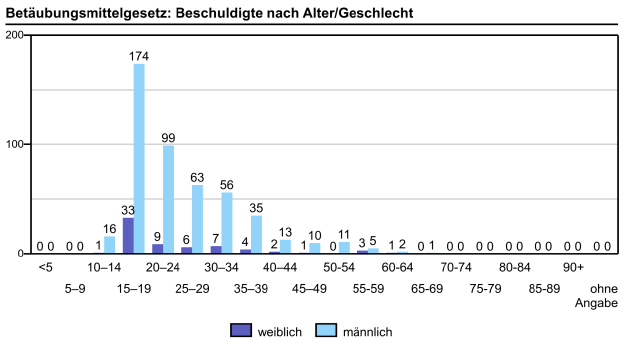 Betäubungsmittelgesetz: Beschuldigte nach Alter/Geschlecht
200
100
0
0 0 0 0 1 16 33 174 9 99 6 63 7 56 4 35 2 13 1 10 0 11 3 5 1 2 0 1 0 0 0 0 0 0 0 0 0 0 0 0
<5 10–14 20–24 30–34 40–44 50-54 60-64 70-74 80-84 90+
5–9 15–19 25–29 35–39 45–49 55-59 65-69 75-79 85-89 ohne
Angabe
weiblich männlich